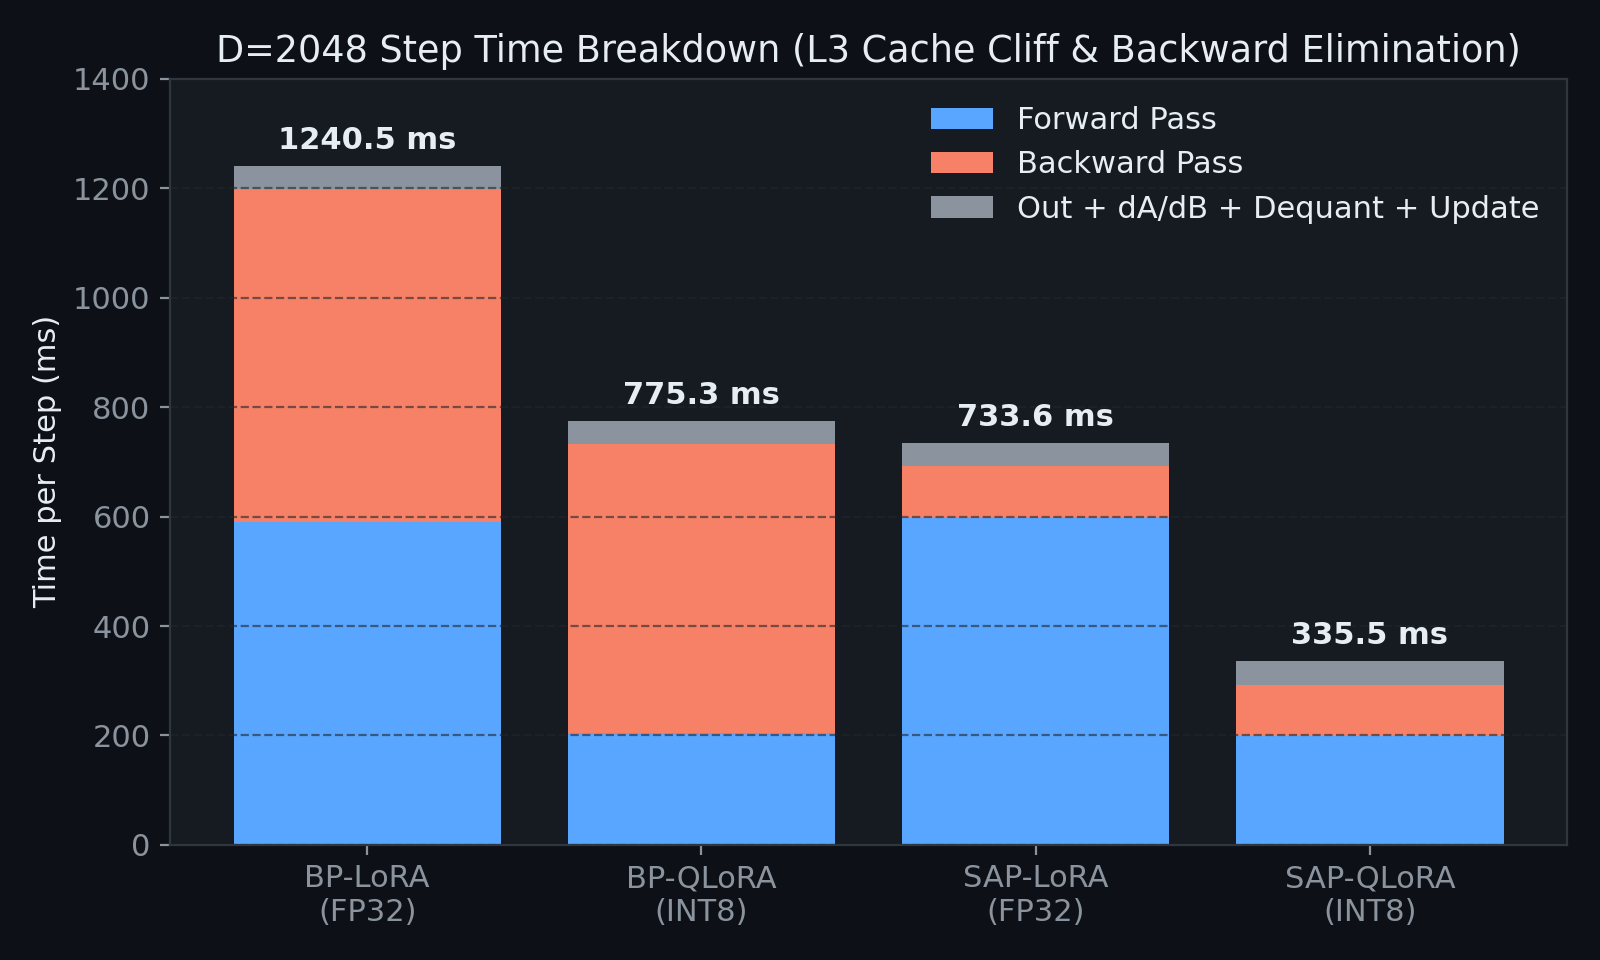 D=2048 Step Time Breakdown (L3 Cache Cliff & Backward Elimination)
Time per Step (ms)
1400
1200
1000
800
600
400
200
0
Forward Pass
Backward Pass
Out + dA/dB + Dequant + Update
1240.5 ms
775.3 ms
733.6 ms
335.5 ms
BP-LoRA
(FP32)
BP-QLoRA
(INT8)
SAP-LoRA
(FP32)
SAP-QLoRA
(INT8)